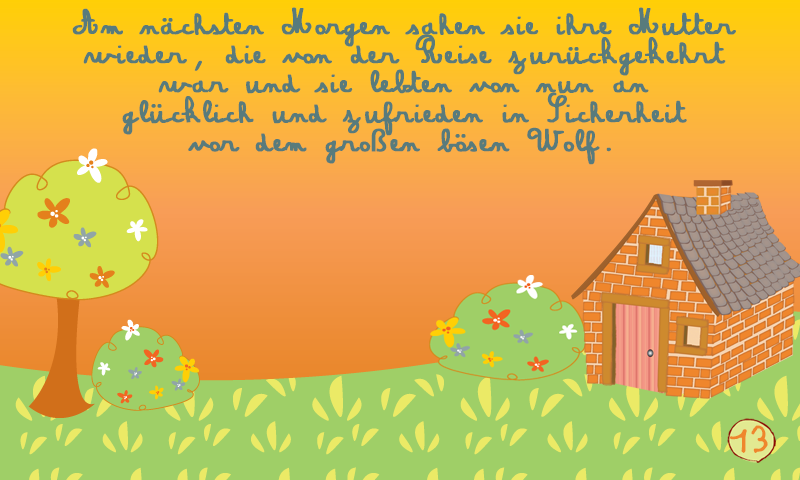 Am nächsten Morgen sahen sie ihre Mutter
wieder, die von der Reise zurückgekehrt
war und sie lebten von nun an
glücklich und zufrieden in Sicherheit
vor dem großen bösen Wolf.
13